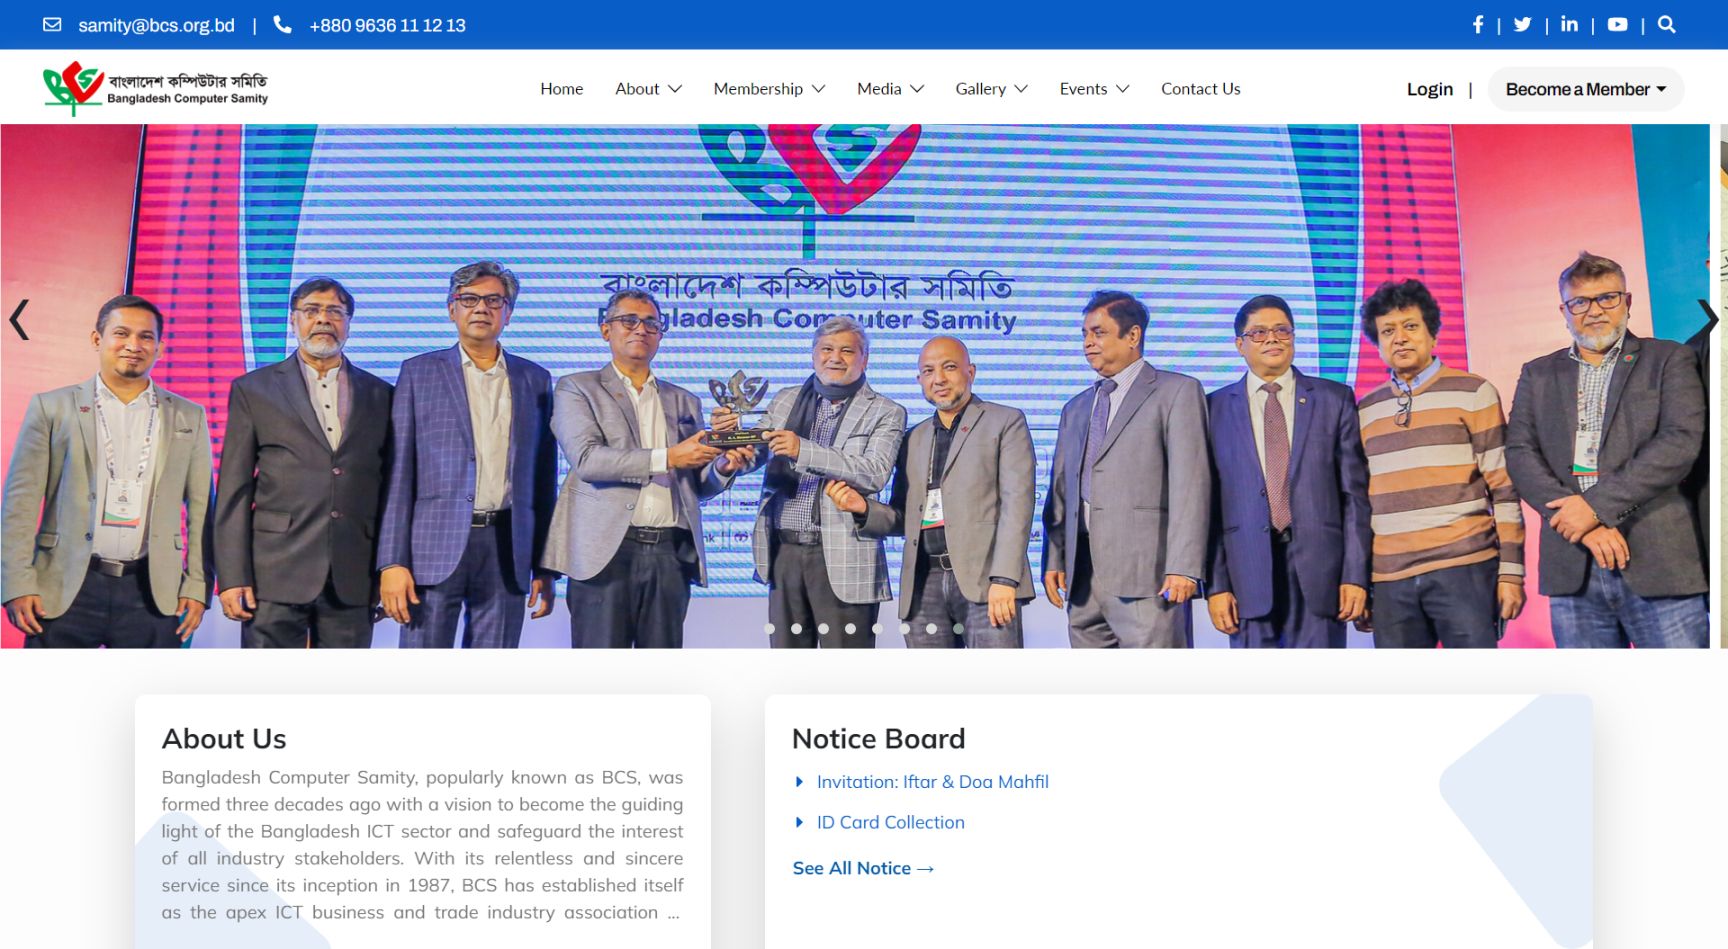 samity@bcs.org.bd | +880 9636 11 12 13
বাংলাদেশ কম্পিউটার সমিতি
Bangladesh Computer Samity
Home About Membership Media Gallery Events Contact Us
Login | Become a Member
বাংলাদেশ কম্পিউটার সমিতি
Bangladesh Computer Samity
About Us
Bangladesh Computer Samity, popularly known as BCS, was
formed three decades ago with a vision to become the guiding
light of the Bangladesh ICT sector and safeguard the interest
of all industry stakeholders. With its relentless and sincere
service since its inception in 1987, BCS has established itself
as the apex ICT business and trade industry association ...
Notice Board
Invitation: Iftar & Doa Mahfil
ID Card Collection
See All Notice →